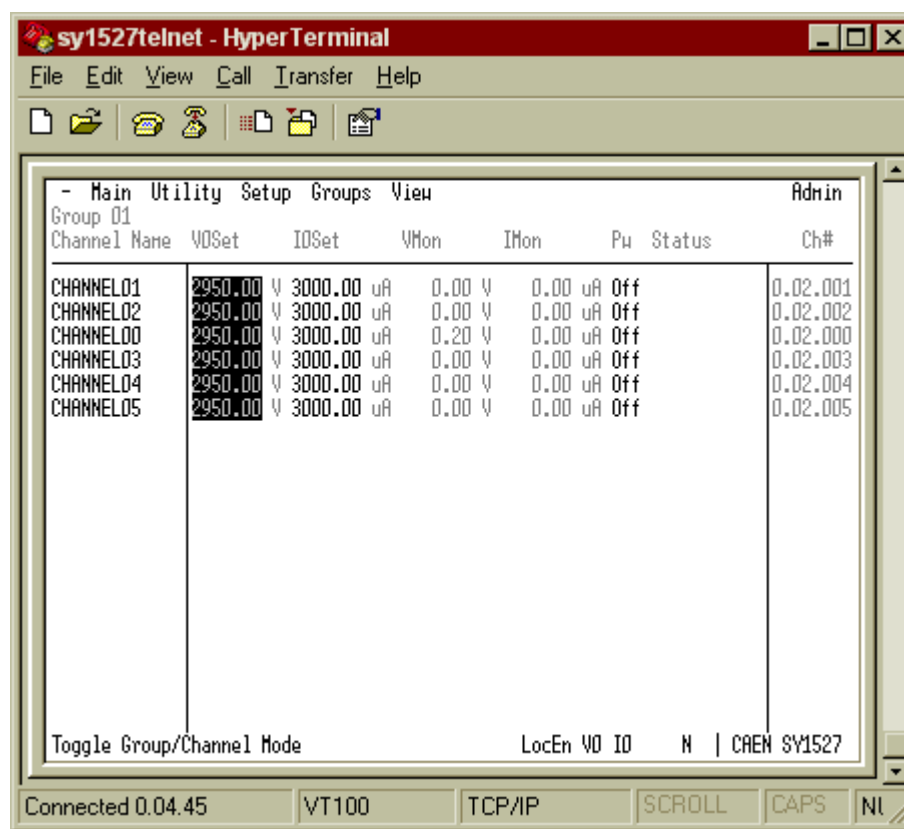 sy1527telnet - HyperTerminal
File Edit View Call Transfer Help
- Main Utility Setup Groups View Admin
Group 01
Channel Name V0Set I0Set VMon IMon Pw Status Ch#
CHANNEL01 2950.00 V 3000.00 uA 0.00 V 0.00 uA Off 0.02.001
CHANNEL02 2950.00 V 3000.00 uA 0.00 V 0.00 uA Off 0.02.002
CHANNEL00 2950.00 V 3000.00 uA 0.20 V 0.00 uA Off 0.02.000
CHANNEL03 2950.00 V 3000.00 uA 0.00 V 0.00 uA Off 0.02.003
CHANNEL04 2950.00 V 3000.00 uA 0.00 V 0.00 uA Off 0.02.004
CHANNEL05 2950.00 V 3000.00 uA 0.00 V 0.00 uA Off 0.02.005
Toggle Group/Channel Mode LocEn V0 I0 N | CAEN SY1527
Connected 0.04.45 VT100 TCP/IP SCROLL CAPS NU